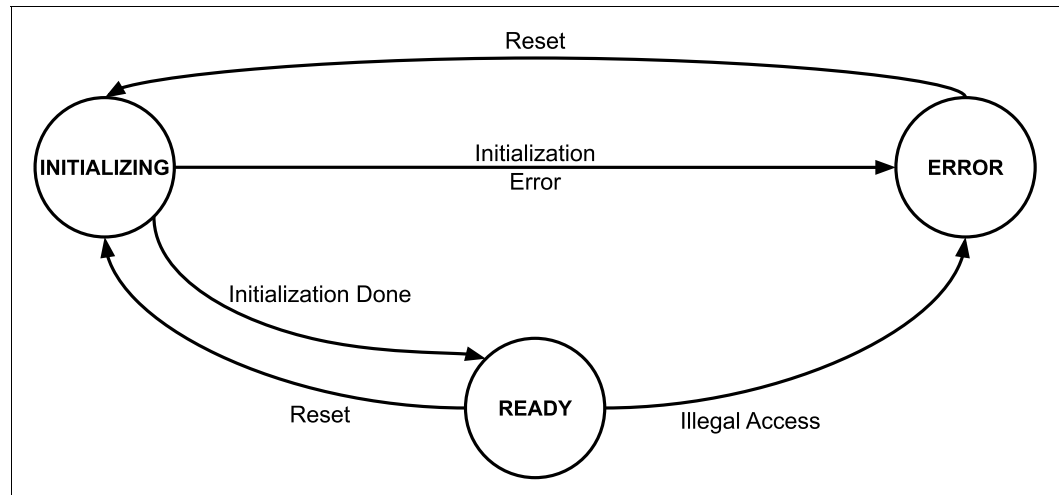 Reset
INITIALIZING
Initialization
Error
ERROR
Initialization Done
Reset
READY
Illegal Access